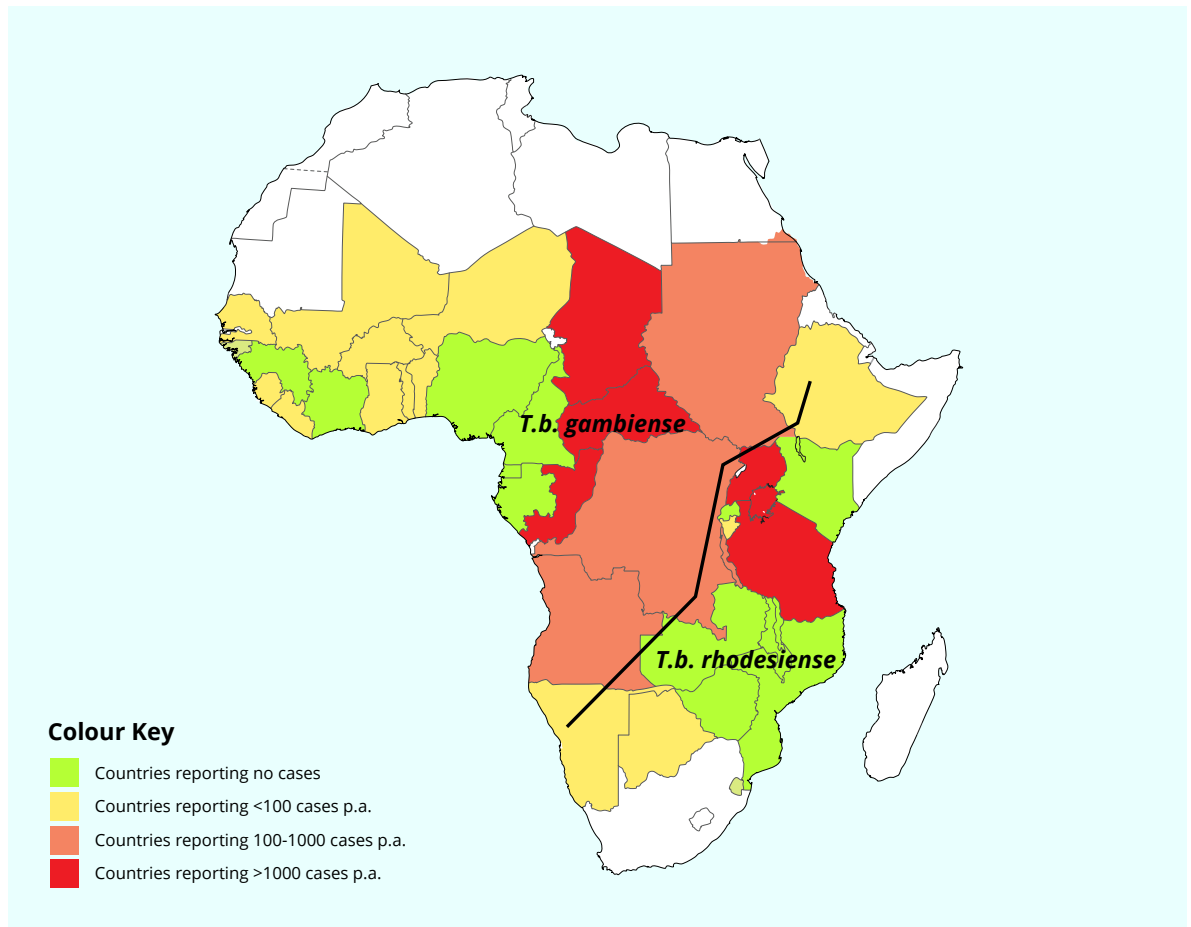 T.b. gambiense
T.b. rhodesiense
Colour Key
Countries reporting no cases
Countries reporting <100 cases p.a.
Countries reporting 100-1000 cases p.a.
Countries reporting >1000 cases p.a.